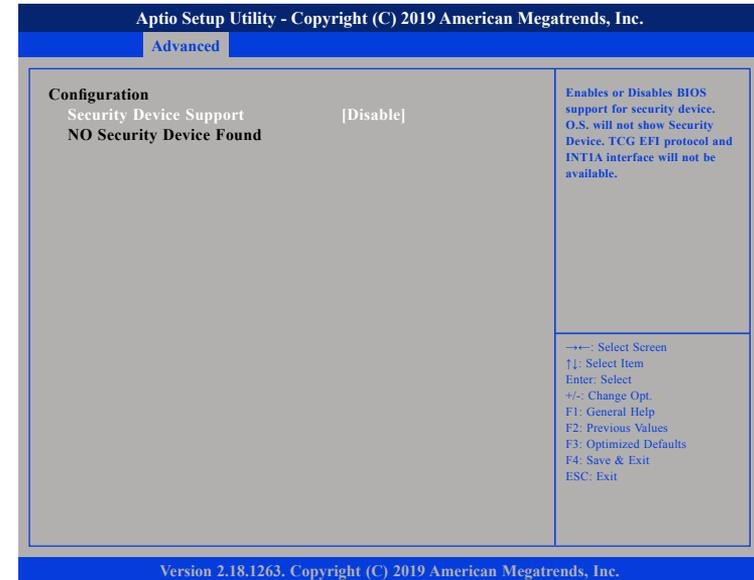 Aptio Setup Utility - Copyright (C) 2019 American Megatrends, Inc.
Advanced
Configuration
Security Device Support [Disable]
NO Security Device Found
Enables or Disables BIOS
support for security device.
O.S. will not show Security
Device. TCG EFI protocol and
INT1A interface will not be
available.
→←: Select Screen
↑↓: Select Item
Enter: Select
+/-: Change Opt.
F1: General Help
F2: Previous Values
F3: Optimized Defaults
F4: Save & Exit
ESC: Exit
Version 2.18.1263. Copyright (C) 2019 American Megatrends, Inc.